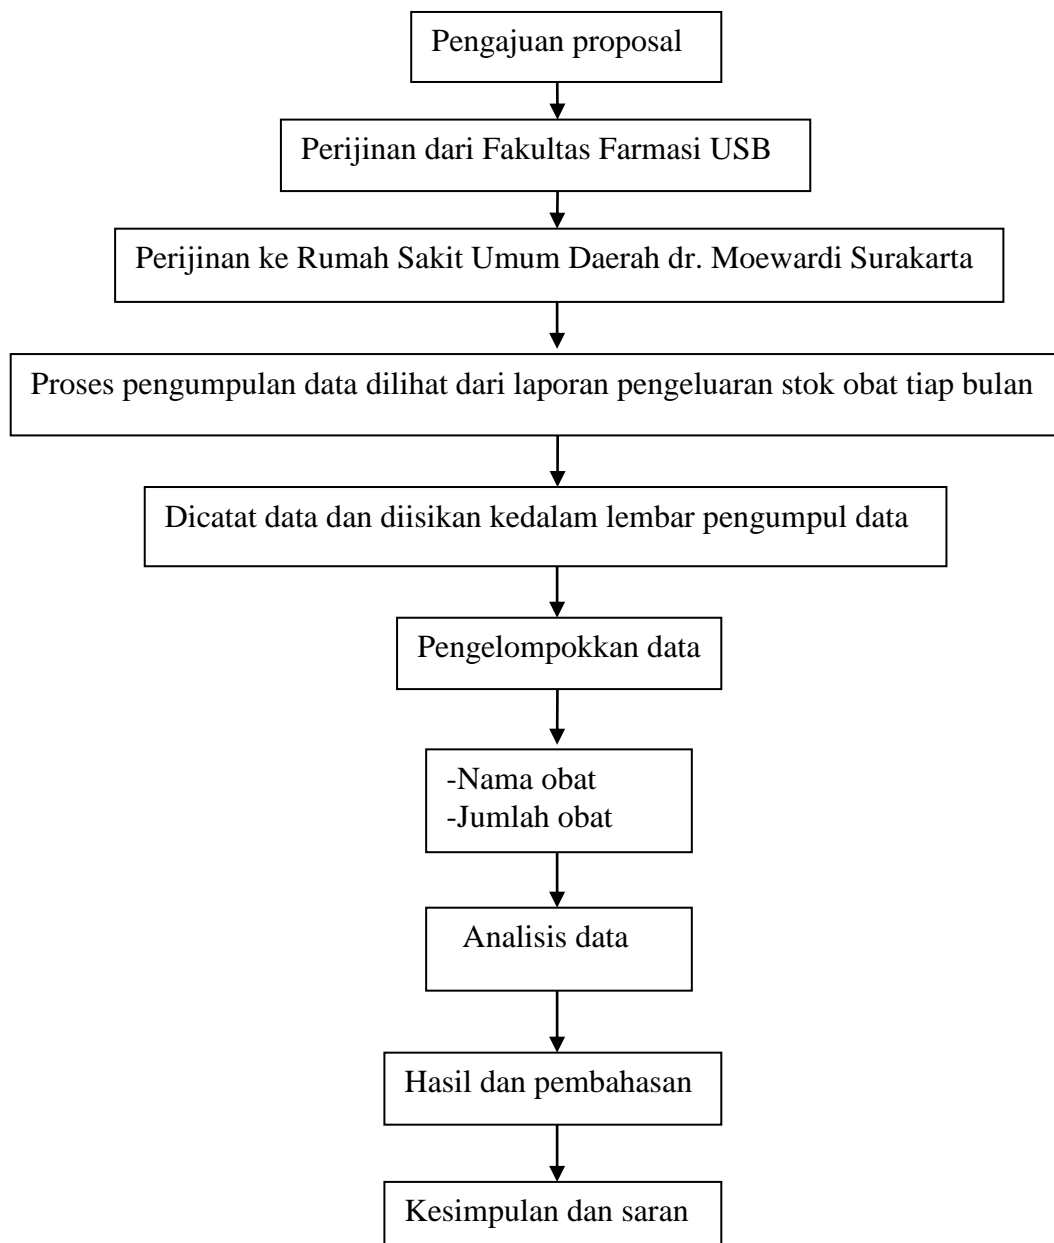 Pengajuan proposal
Perijinan dari Fakultas Farmasi USB
Perijinan ke Rumah Sakit Umum Daerah dr. Moewardi Surakarta
Proses pengumpulan data dilihat dari laporan pengeluaran stok obat tiap bulan
Dicatat data dan diisikan kedalam lembar pengumpul data
Pengelompokkan data
-Nama obat
-Jumlah obat
Analisis data
Hasil dan pembahasan
Kesimpulan dan saran